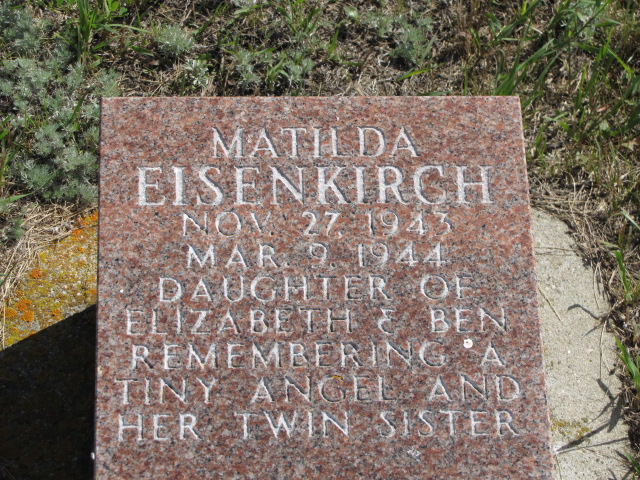 MATILDA
EISENKIRCH
NOV. 27, 1943
MAR. 9, 1944
DAUGHTER OF
ELIZABETH & BEN
REMEMBERING A
TINY ANGEL AND
HER TWIN SISTER